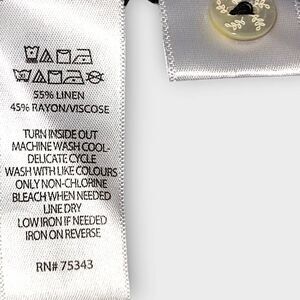 55% LINEN
45% RAYON/VISCOSE
TURN INSIDE OUT
MACHINE WASH COOL-
DELICATE CYCLE
WASH WITH LIKE COLOURS
ONLY NON-CHLORINE
BLEACH WHEN NEEDED
LINE DRY
LOW IRON IF NEEDED
IRON ON REVERSE
RN# 75343